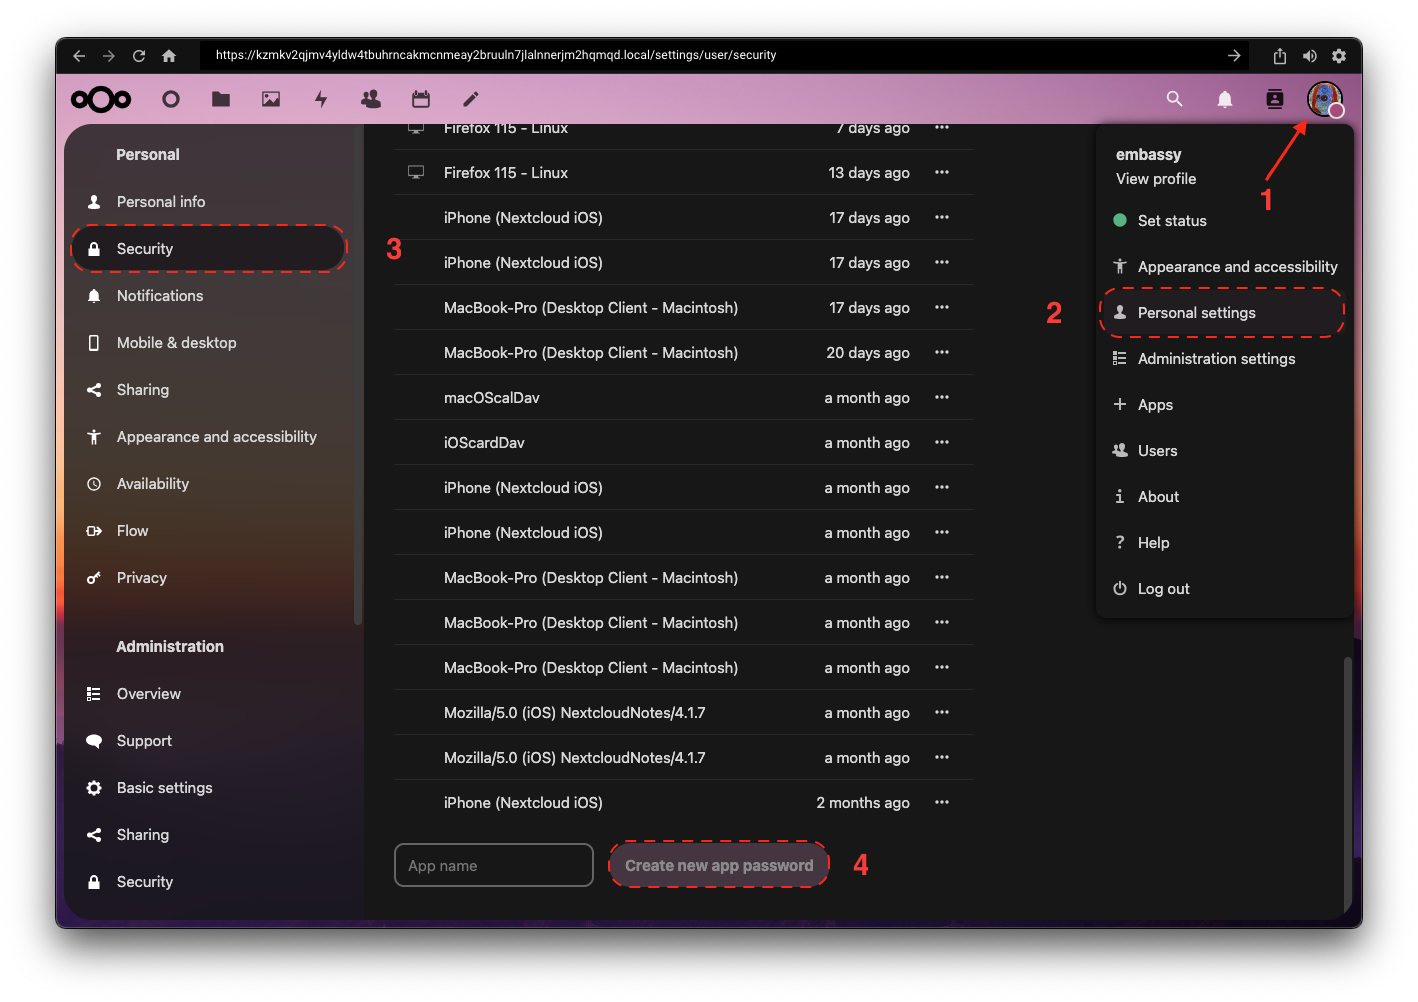 https://kzmkv2qjmv4yldw4tbuhrncakmcnmeay2bruuln7jlalnnerjm2hqmqd.local/settings/user/security
Personal
Personal info
Security
Notifications
Mobile & desktop
Sharing
Appearance and accessibility
Availability
Flow
Privacy
Administration
Overview
Support
Basic settings
Sharing
Security
3
Firefox 115 - Linux 7 days ago
Firefox 115 - Linux 13 days ago
iPhone (Nextcloud iOS) 17 days ago
iPhone (Nextcloud iOS) 17 days ago
MacBook-Pro (Desktop Client - Macintosh) 17 days ago
MacBook-Pro (Desktop Client - Macintosh) 20 days ago
macOScalDav a month ago
iOScardDav a month ago
iPhone (Nextcloud iOS) a month ago
iPhone (Nextcloud iOS) a month ago
MacBook-Pro (Desktop Client - Macintosh) a month ago
MacBook-Pro (Desktop Client - Macintosh) a month ago
MacBook-Pro (Desktop Client - Macintosh) a month ago
Mozilla/5.0 (iOS) NextcloudNotes/4.1.7 a month ago
Mozilla/5.0 (iOS) NextcloudNotes/4.1.7 a month ago
iPhone (Nextcloud iOS) 2 months ago
App name Create new app password 4
embassy
View profile
1
Set status
Appearance and accessibility
2 Personal settings
Administration settings
Apps
Users
About
Help
Log out